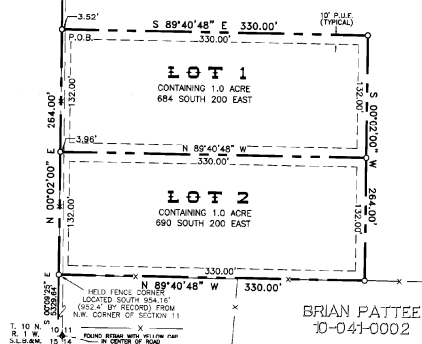 3.52'
S 89°40'48" E 330.00'
10' P.U.E.
(TYPICAL)
P.O.B.
330.00'
LOT 1
CONTAINING 1.0 ACRE
684 SOUTH 200 EAST
132.00'
132.00'
264.00'
N 00°02'00" E
S 00°02'00" W
264.00'
3.96'
N 89°40'48" W
330.00'
LOT 2
CONTAINING 1.0 ACRE
690 SOUTH 200 EAST
132.00'
132.00'
330.00'
N 89°40'48" W 330.00'
HELD FENCE CORNER
LOCATED SOUTH 954.16'
(952.4' BY RECORD) FROM
N.W. CORNER OF SECTION 11
BRIAN PATTEE
10-041-0002
T. 10 N.
R. 1 W.
S.L.B.&M.
10 11
15 14
FOUND REBAR WITH YELLOW CAP
IN CENTER OF ROAD